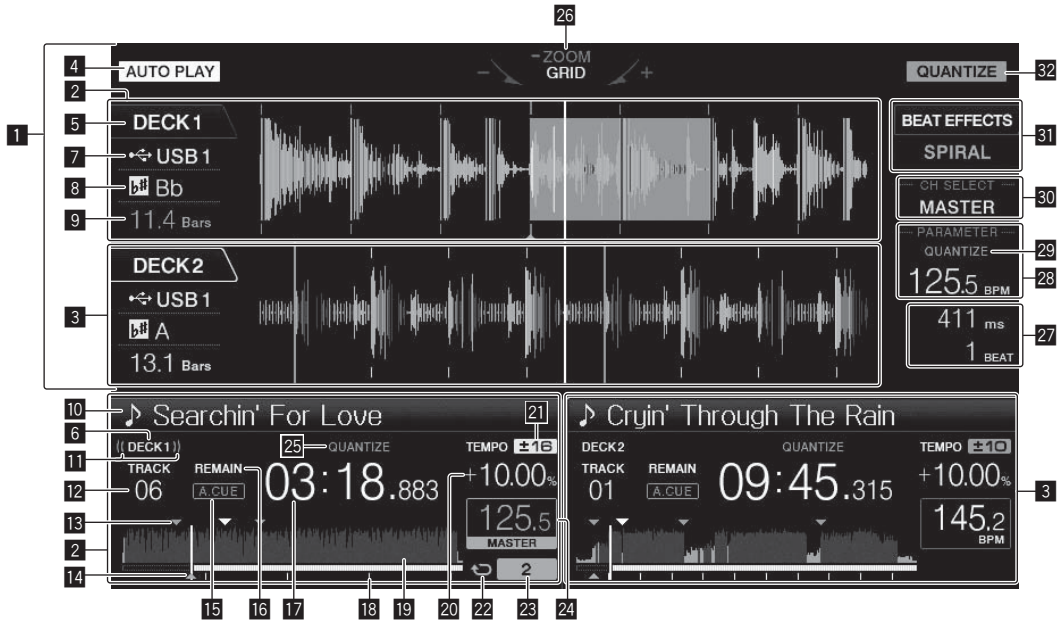 26
-ZOOM
GRID
- +
4 AUTO PLAY
QUANTIZE 32
2
1
5 DECK1
7 USB1
8 b# Bb
9 11.4 Bars
BEAT EFFECTS
SPIRAL
31
CH SELECT
MASTER
30
PARAMETER
QUANTIZE 29
125.5 BPM 28
3
DECK2
USB1
b# A
13.1 Bars
411 ms
1 BEAT
27
10 ♪ Searchin' For Love
21
6
11 ((DECK1))
25 QUANTIZE
TEMPO ±16
TRACK
12 06
REMAIN
A.CUE
03:18.883
+10.00%
13
125.5
MASTER
2
14
2
15 16 17 18 19 20 22 23 24
♪ Cryin' Through The Rain
DECK2
QUANTIZE
TEMPO ±10
TRACK
01
REMAIN
A.CUE
09:45.315
+10.00%
3
145.2
BPM